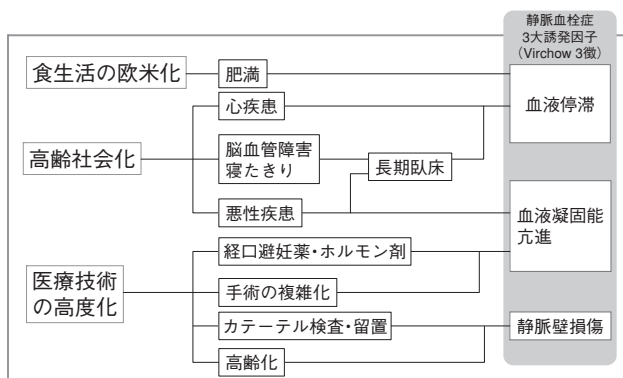 静脈血栓症
3大誘発因子
（Virchow 3徴）
食生活の欧米化
肥満
血液停滞
心疾患
高齢社会化
脳血管障害
寝たきり
長期臥床
悪性疾患
血液凝固能
亢進
経口避妊薬・ホルモン剤
医療技術
の高度化
手術の複雑化
カテーテル検査・留置
静脈壁損傷
高齢化